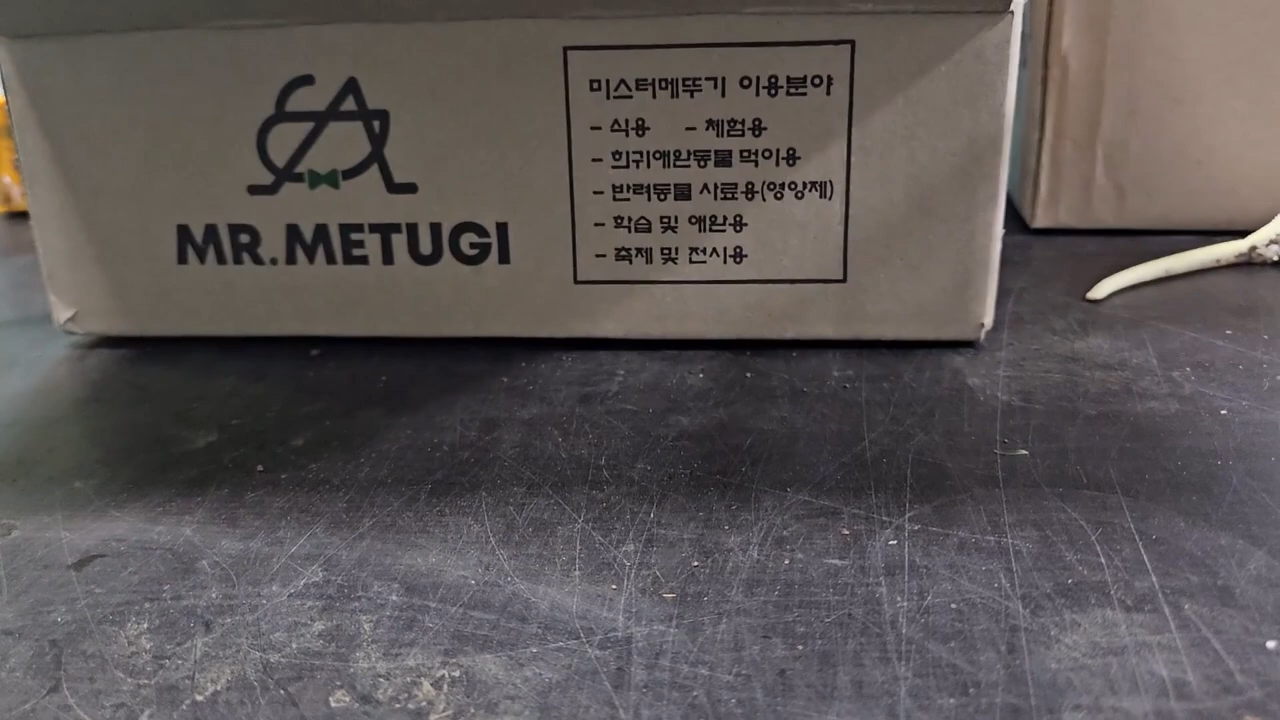 MR.METUGI
미스터메뚜기 이용분야
- 식용 - 체험용
- 희귀애완동물 먹이용
- 반려동물 사료용(영양제)
- 학습 및 애완용
- 축제 및 전시용